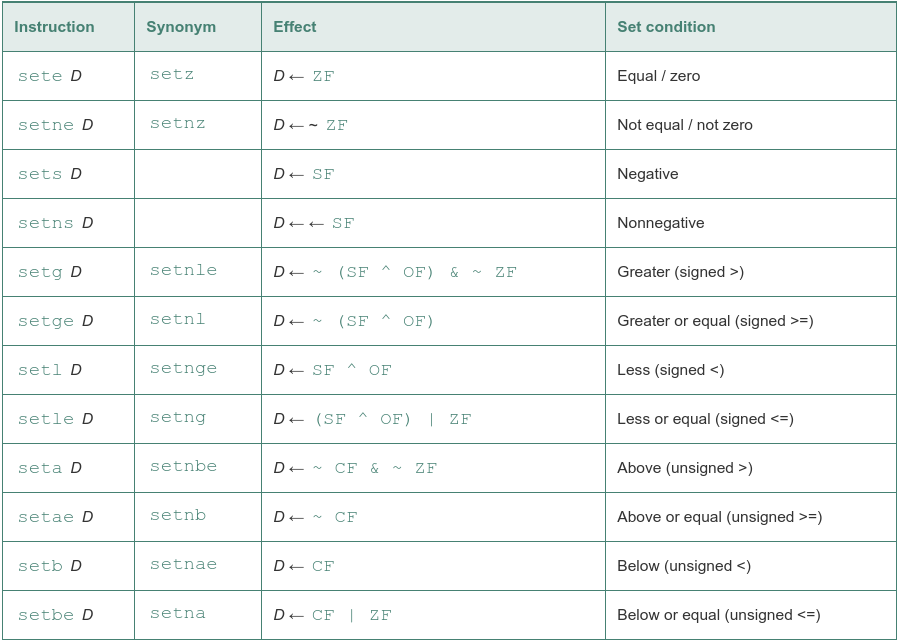 Instruction Synonym Effect Set condition
sete D setz D ← ZF Equal / zero
setne D setnz D ← ~ ZF Not equal / not zero
sets D D ← SF Negative
setns D D ← ← SF Nonnegative
setg D setnle D ← ~ (SF ^ OF) & ~ ZF Greater (signed >)
setge D setnl D ← ~ (SF ^ OF) Greater or equal (signed >=)
setl D setnge D ← SF ^ OF Less (signed <)
setle D setng D ← (SF ^ OF) | ZF Less or equal (signed <=)
seta D setnbe D ← ~ CF & ~ ZF Above (unsigned >)
setae D setnb D ← ~ CF Above or equal (unsigned >=)
setb D setnae D ← CF Below (unsigned <)
setbe D setna D ← CF | ZF Below or equal (unsigned <=)